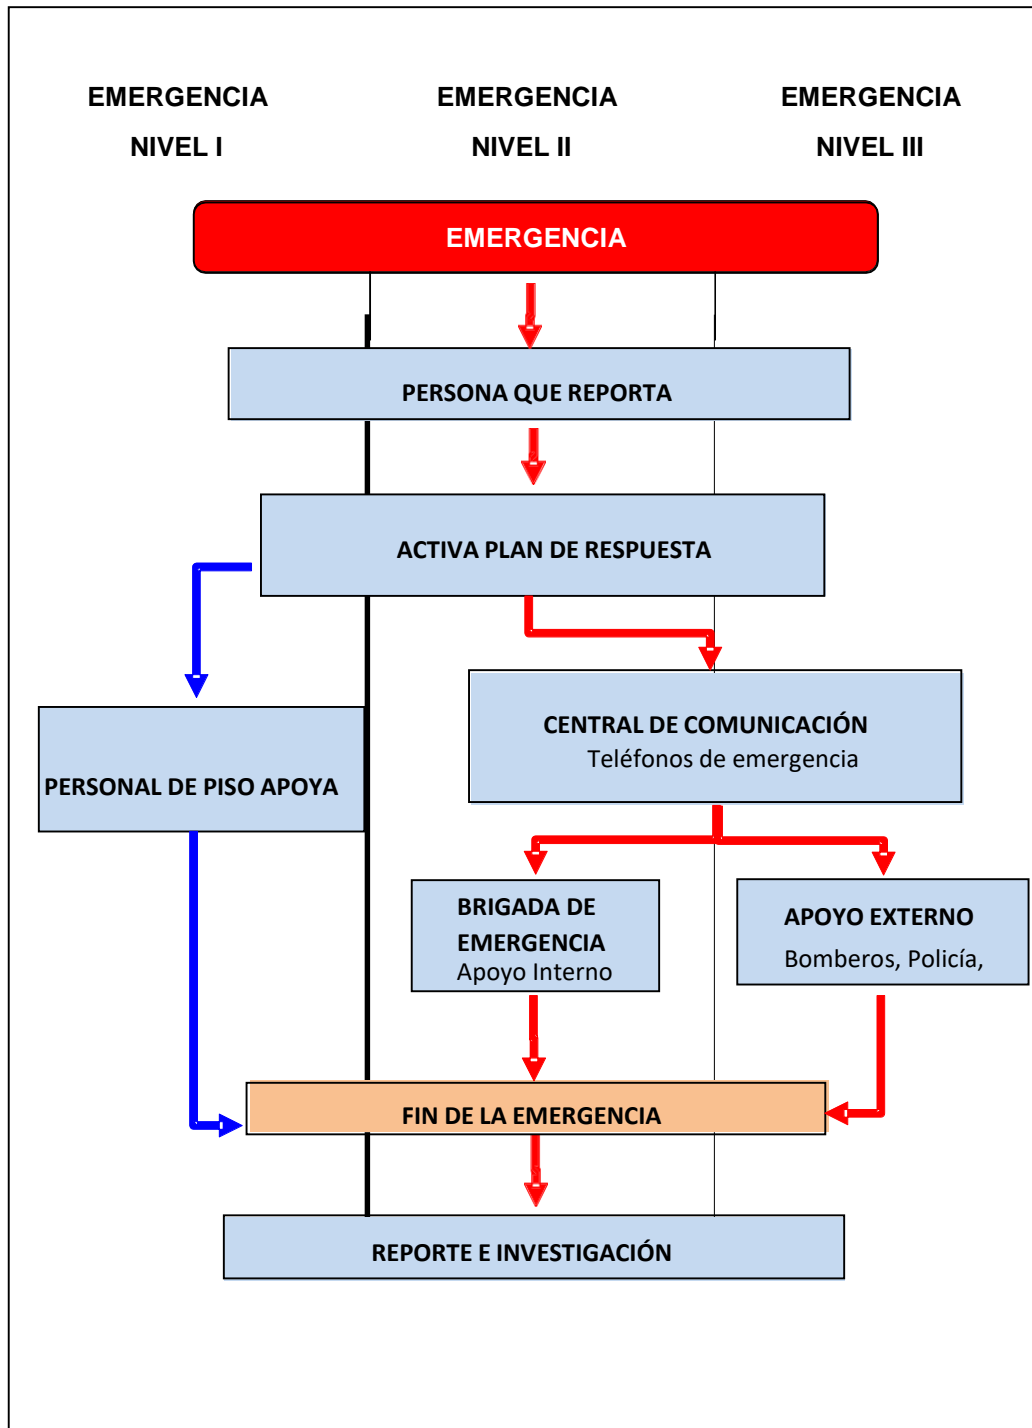 EMERGENCIA
NIVEL I
EMERGENCIA
NIVEL II
EMERGENCIA
NIVEL III
EMERGENCIA
PERSONA QUE REPORTA
ACTIVA PLAN DE RESPUESTA
PERSONAL DE PISO APOYA
CENTRAL DE COMUNICACIÓN
Teléfonos de emergencia
BRIGADA DE
EMERGENCIA
Apoyo Interno
APOYO EXTERNO
Bomberos, Policía,
FIN DE LA EMERGENCIA
REPORTE E INVESTIGACIÓN